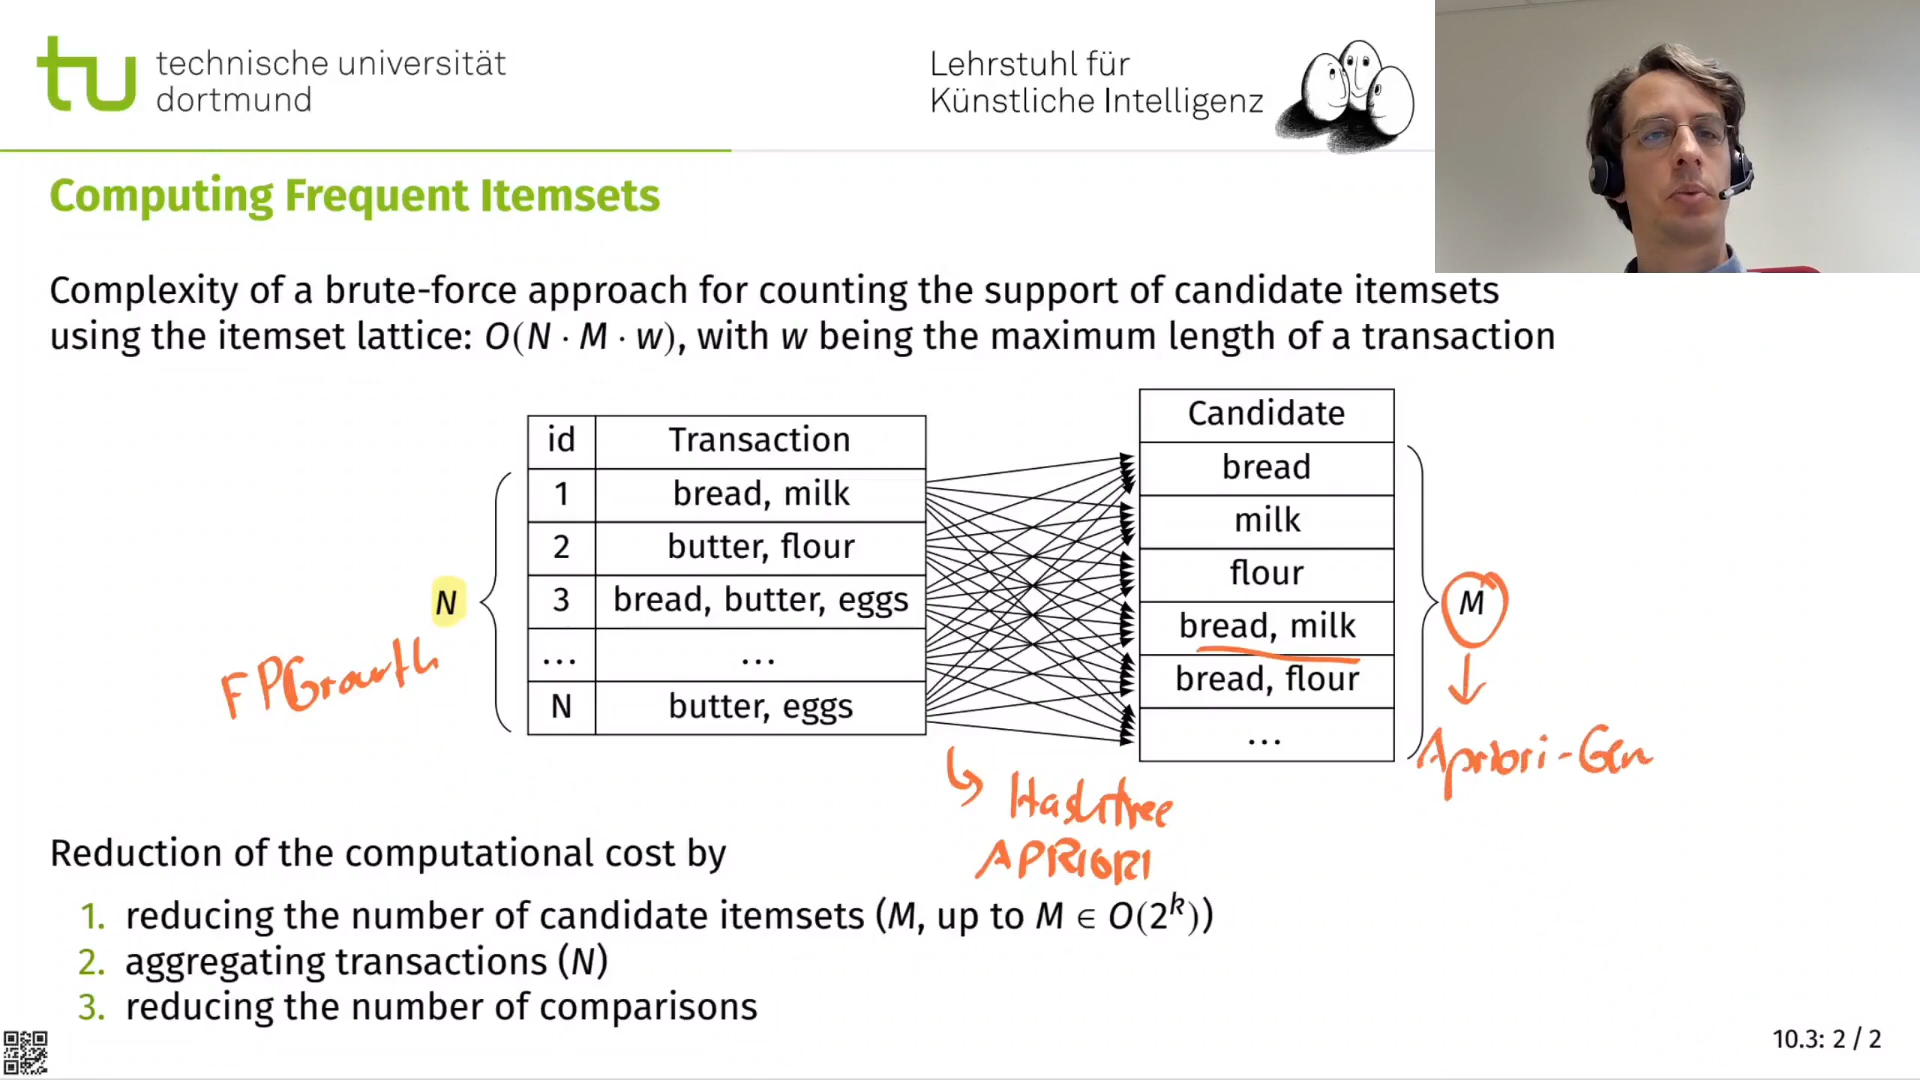 technische universität
dortmund
Lehrstuhl für
Künstliche Intelligenz
Computing Frequent Itemsets
Complexity of a brute-force approach for counting the support of candidate itemsets
using the itemset lattice: O(N · M · w), with w being the maximum length of a transaction
id Transaction
1 bread, milk
2 butter, flour
3 bread, butter, eggs
... ...
N butter, eggs
N
FPGrowth
Candidate
bread
milk
flour
bread, milk
bread, flour
...
M
Apriori-Gen
Hashtree
APRIORI
Reduction of the computational cost by
1. reducing the number of candidate itemsets (M, up to M ∈ O(2^k))
2. aggregating transactions (N)
3. reducing the number of comparisons
10.3: 2 / 2